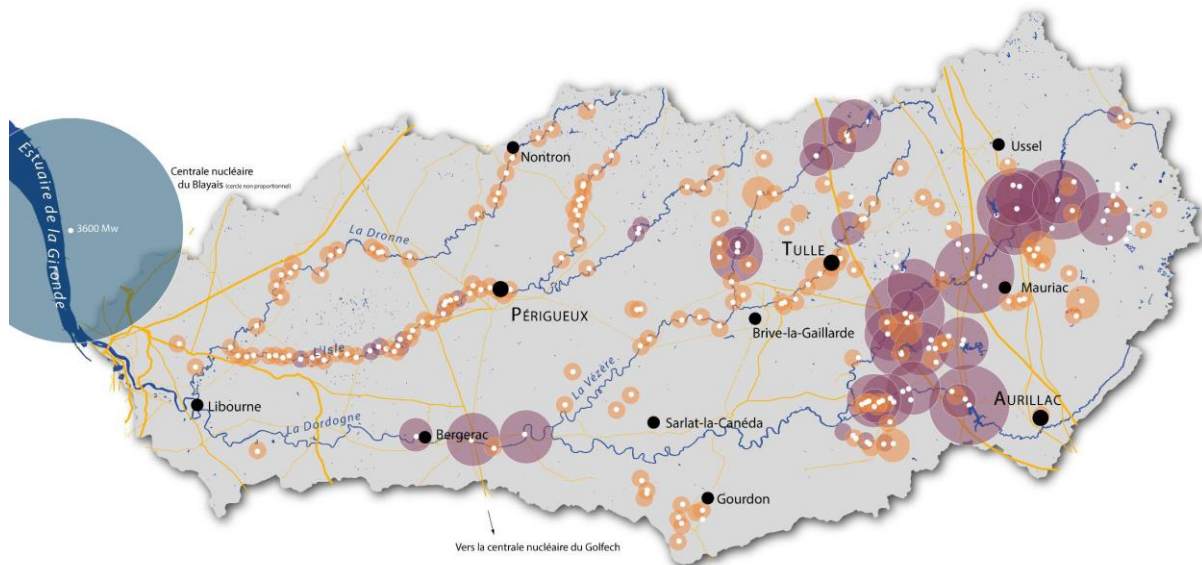 Estuaire de la Gironde
Centrale nucléaire
du Blayais (cercle non proportionnel)
3600 Mw
Nontron
Ussel
La Dronne
TULLE
Mauriac
PÉRIGUEUX
Brive-la-Gaillarde
L'Isle
La Vézère
Libourne
AURILLAC
Sarlat-la-Canéda
La Dordogne
Bergerac
Gourdon
Vers la centrale nucléaire du Golfech